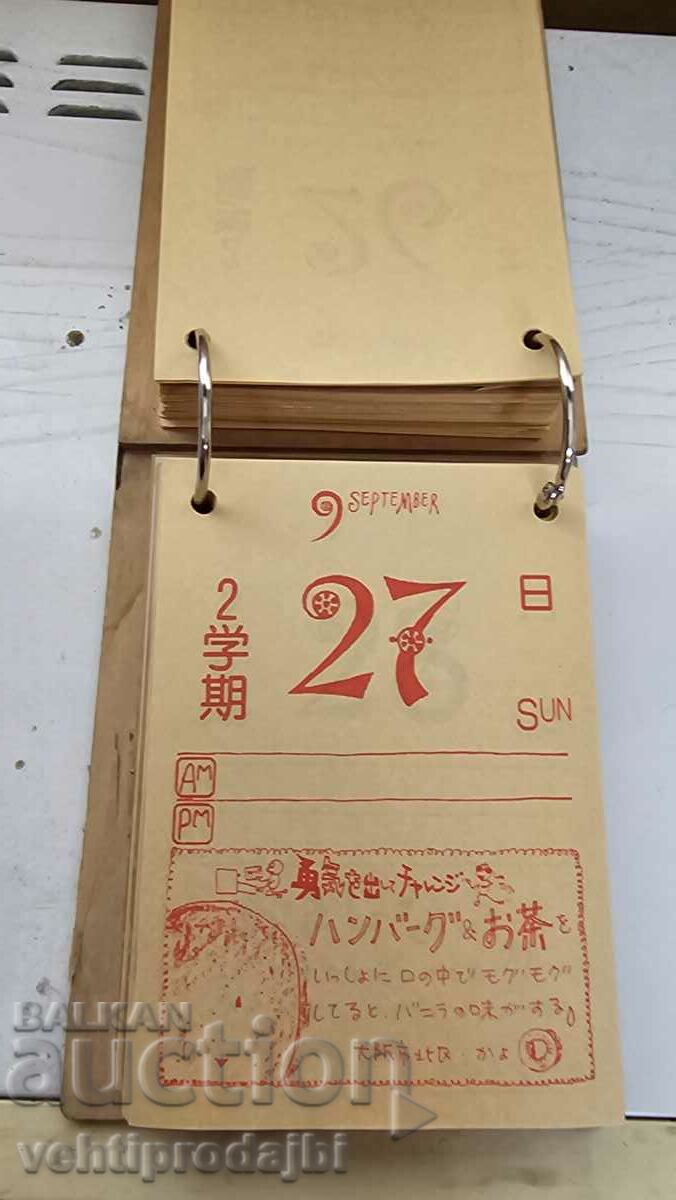 26
9 SEPTEMBER
2学期
27
日
SUN
AM
PM
勇気を出してチャレンジ
ハンバーグ&お茶を
いっしょに口の中でモグモグ
してると、バニラの味がする。
大阪市北区・かよ
BALKAN
auction
vehtiprodajbi